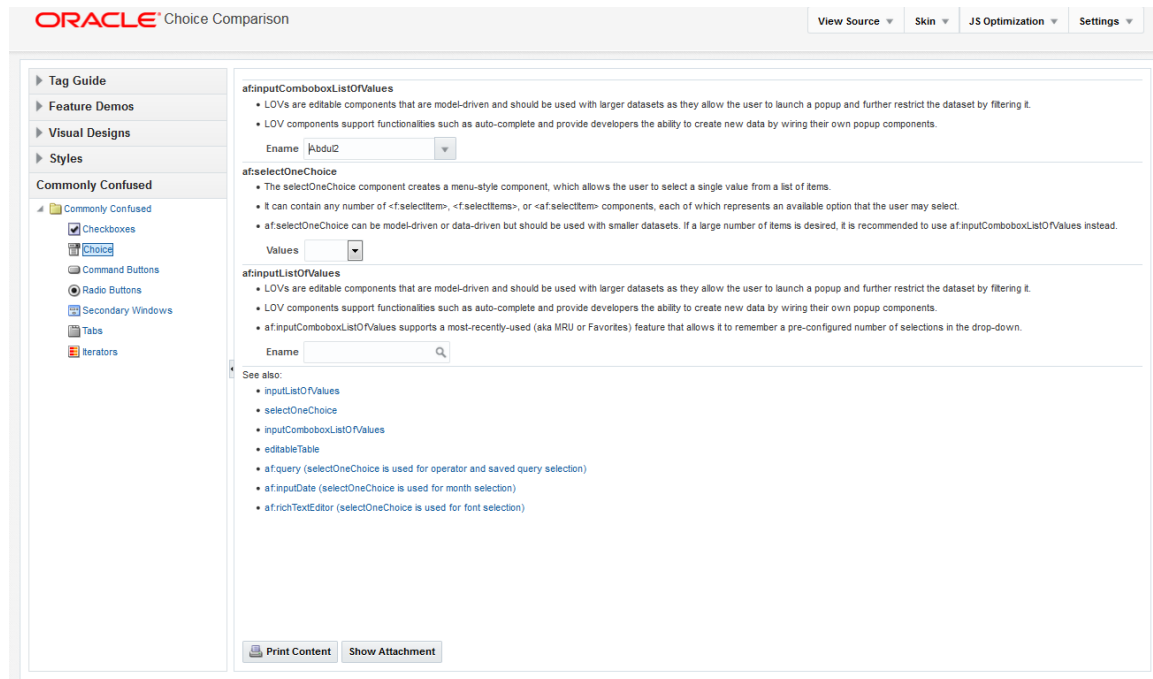 ORACLE Choice Comparison
View Source Skin JS Optimization Settings
Tag Guide
Feature Demos
Visual Designs
Styles
Commonly Confused
Commonly Confused
Checkboxes
Choice
Command Buttons
Radio Buttons
Secondary Windows
Tabs
Iterators
af:inputComboboxListOfValues
• LOVs are editable components that are model-driven and should be used with larger datasets as they allow the user to launch a popup and further restrict the dataset by filtering it.
• LOV components support functionalities such as auto-complete and provide developers the ability to create new data by wiring their own popup components.
Ename Abdul2
af:selectOneChoice
• The selectOneChoice component creates a menu-style component, which allows the user to select a single value from a list of items.
• It can contain any number of <f:selectItem>, <f:selectItems>, or <af:selectItem> components, each of which represents an available option that the user may select.
• af:selectOneChoice can be model-driven or data-driven but should be used with smaller datasets. If a large number of items is desired, it is recommended to use af:inputComboboxListOfValues instead.
Values
af:inputListOfValues
• LOVs are editable components that are model-driven and should be used with larger datasets as they allow the user to launch a popup and further restrict the dataset by filtering it.
• LOV components support functionalities such as auto-complete and provide developers the ability to create new data by wiring their own popup components.
• af:inputComboboxListOfValues supports a most-recently-used (aka MRU or Favorites) feature that allows it to remember a pre-configured number of selections in the drop-down.
Ename
See also:
• inputListOfValues
• selectOneChoice
• inputComboboxListOfValues
• editableTable
• af:query (selectOneChoice is used for operator and saved query selection)
• af:inputDate (selectOneChoice is used for month selection)
• af:richTextEditor (selectOneChoice is used for font selection)
Print Content Show Attachment